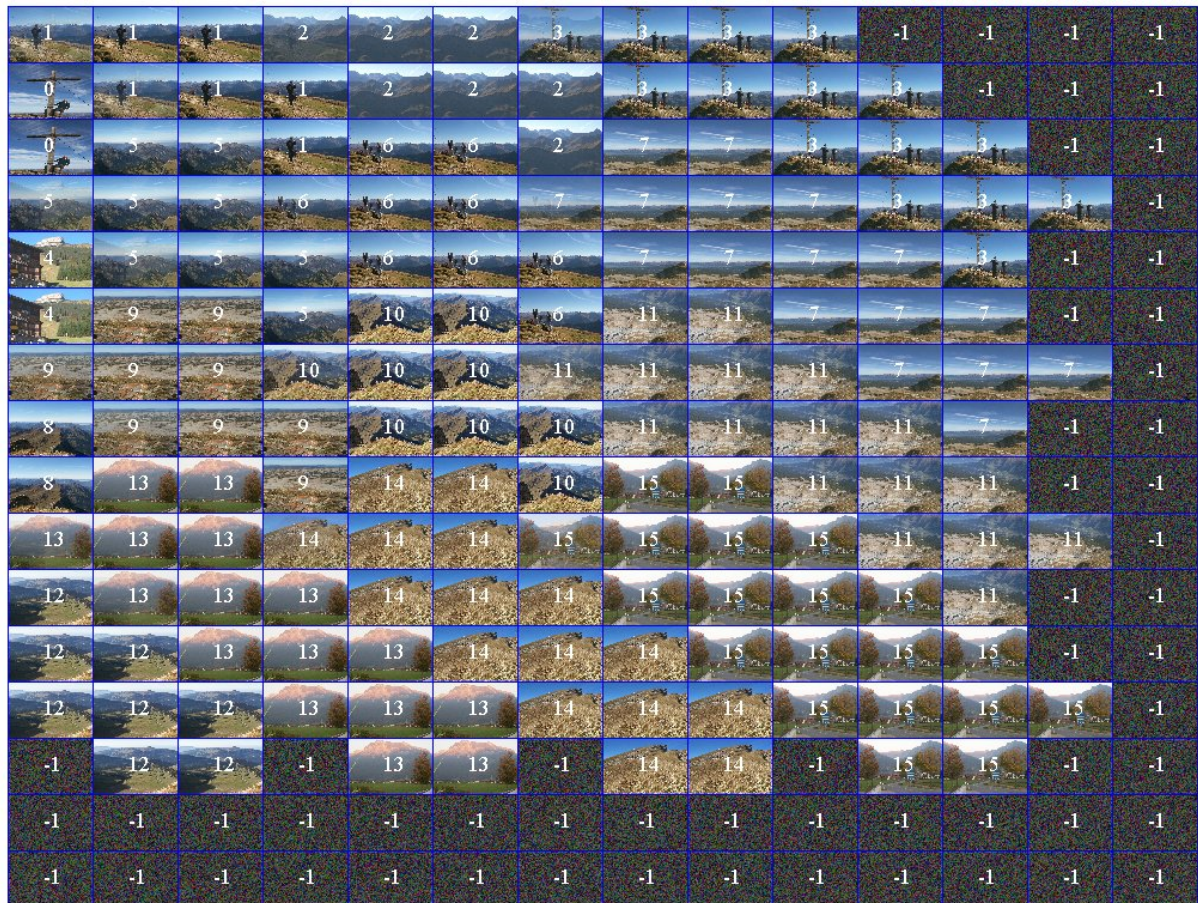 1 1 1 2 2 2 3 3 3 3 -1 -1 -1 -1
0 1 1 1 2 2 2 3 3 3 3 -1 -1 -1
0 5 5 1 6 6 2 7 7 3 3 3 -1 -1
5 5 5 6 6 6 7 7 7 7 3 3 3 -1
4 5 5 5 6 6 6 7 7 7 7 3 -1 -1
4 9 9 5 10 10 6 11 11 7 7 7 -1 -1
9 9 9 10 10 10 11 11 11 11 7 7 7 -1
8 9 9 9 10 10 10 11 11 11 11 7 -1 -1
8 13 13 9 14 14 10 15 15 11 11 11 -1 -1
13 13 13 14 14 14 15 15 15 15 11 11 11 -1
12 13 13 13 14 14 14 15 15 15 15 11 -1 -1
12 12 13 13 13 14 14 14 15 15 15 15 -1 -1
12 12 12 13 13 13 14 14 14 15 15 15 15 -1
-1 12 12 -1 13 13 -1 14 14 -1 15 15 -1 -1
-1 -1 -1 -1 -1 -1 -1 -1 -1 -1 -1 -1 -1 -1
-1 -1 -1 -1 -1 -1 -1 -1 -1 -1 -1 -1 -1 -1